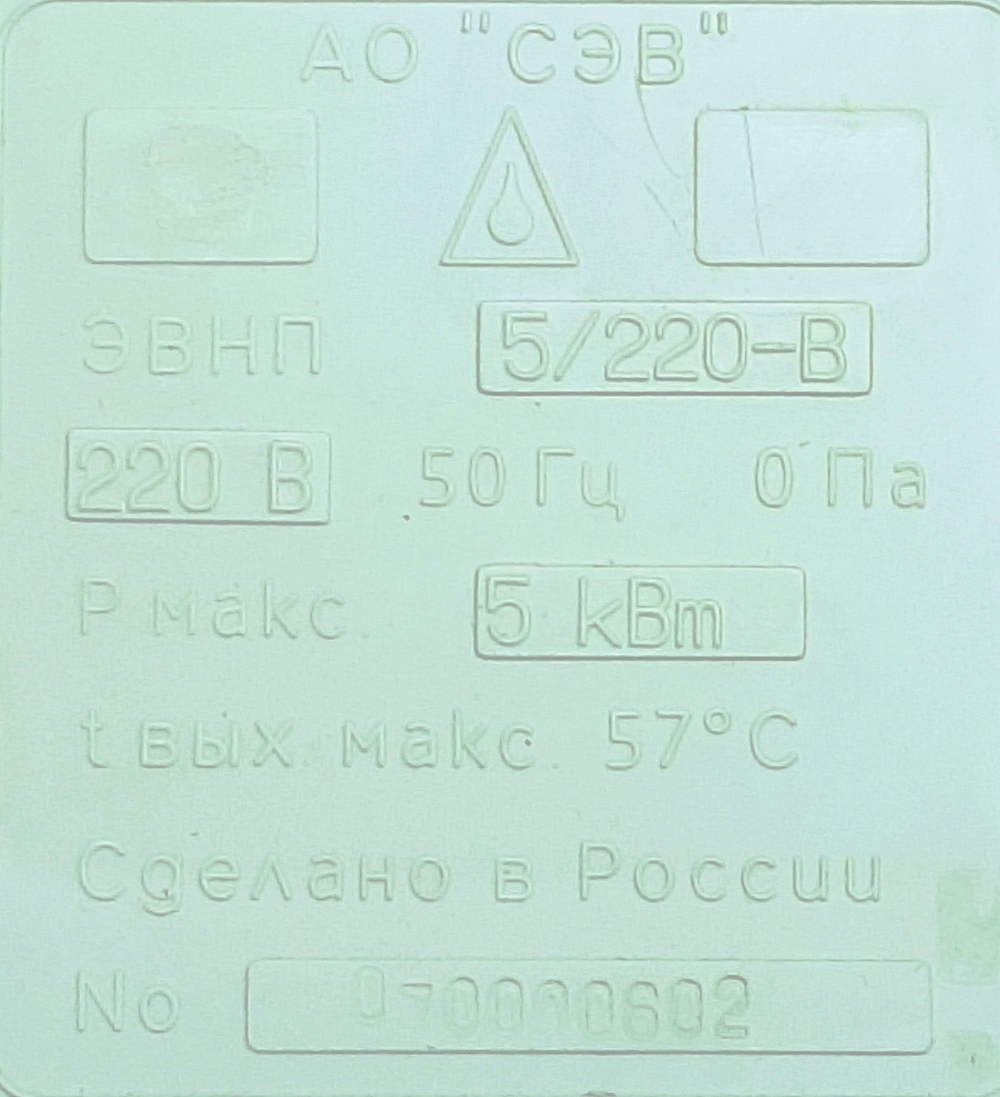 АО "СЭВ"
ЭВНП 5/220-В
220 В 50 Гц 0 Па
P макс. 5 кВт
t вых. макс. 57°C
Сделано в России
No